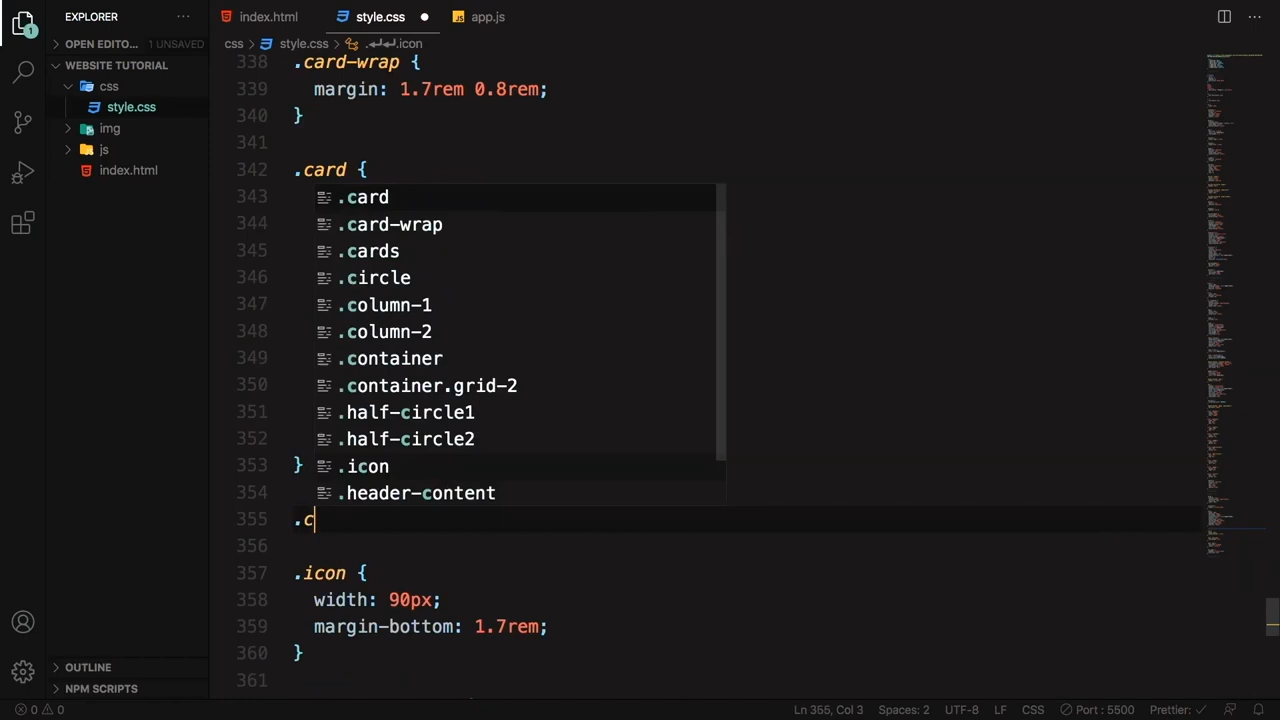 EXPLORER
OPEN EDITO... 1 UNSAVED
WEBSITE TUTORIAL
css
style.css
img
js
index.html
OUTLINE
NPM SCRIPTS
1
index.html
style.css
app.js
css > style.css > .↵↵.icon
338 .card-wrap {
339 margin: 1.7rem 0.8rem;
340 }
341
342 .card {
343 .card
344 .card-wrap
345 .cards
346 .circle
347 .column-1
348 .column-2
349 .container
350 .container.grid-2
351 .half-circle1
352 .half-circle2
353 } .icon
354 .header-content
355 .c
356
357 .icon {
358 width: 90px;
359 margin-bottom: 1.7rem;
360 }
361
0 0
Ln 355, Col 3 Spaces: 2 UTF-8 LF CSS Port : 5500 Prettier: ✓